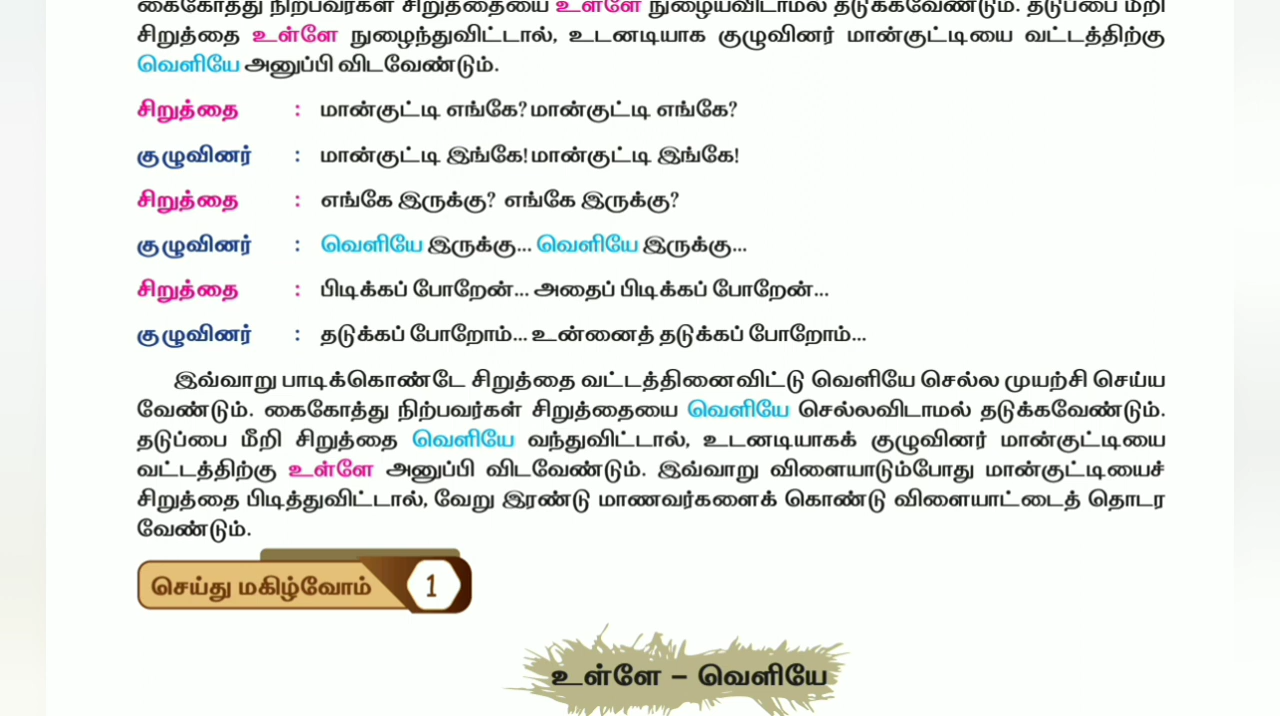 கைகோத்து நிற்பவர்கள் சிறுத்தையை உள்ளே நுழையவிடாமல் தடுக்கவேண்டும். தடுப்பை மீறி
சிறுத்தை உள்ளே நுழைந்துவிட்டால், உடனடியாக குழுவினர் மான்குட்டியை வட்டத்திற்கு
வெளியே அனுப்பி விடவேண்டும்.
சிறுத்தை : மான்குட்டி எங்கே? மான்குட்டி எங்கே?
குழுவினர் : மான்குட்டி இங்கே! மான்குட்டி இங்கே!
சிறுத்தை : எங்கே இருக்கு? எங்கே இருக்கு?
குழுவினர் : வெளியே இருக்கு... வெளியே இருக்கு...
சிறுத்தை : பிடிக்கப் போறேன்... அதைப் பிடிக்கப் போறேன்...
குழுவினர் : தடுக்கப் போறோம்... உன்னைத் தடுக்கப் போறோம்...
இவ்வாறு பாடிக்கொண்டே சிறுத்தை வட்டத்தினைவிட்டு வெளியே செல்ல முயற்சி செய்ய
வேண்டும். கைகோத்து நிற்பவர்கள் சிறுத்தையை வெளியே செல்லவிடாமல் தடுக்கவேண்டும்.
தடுப்பை மீறி சிறுத்தை வெளியே வந்துவிட்டால், உடனடியாகக் குழுவினர் மான்குட்டியை
வட்டத்திற்கு உள்ளே அனுப்பி விடவேண்டும். இவ்வாறு விளையாடும்போது மான்குட்டியைச்
சிறுத்தை பிடித்துவிட்டால், வேறு இரண்டு மாணவர்களைக் கொண்டு விளையாட்டைத் தொடர
வேண்டும்.
செய்து மகிழ்வோம் 1
உள்ளே – வெளியே